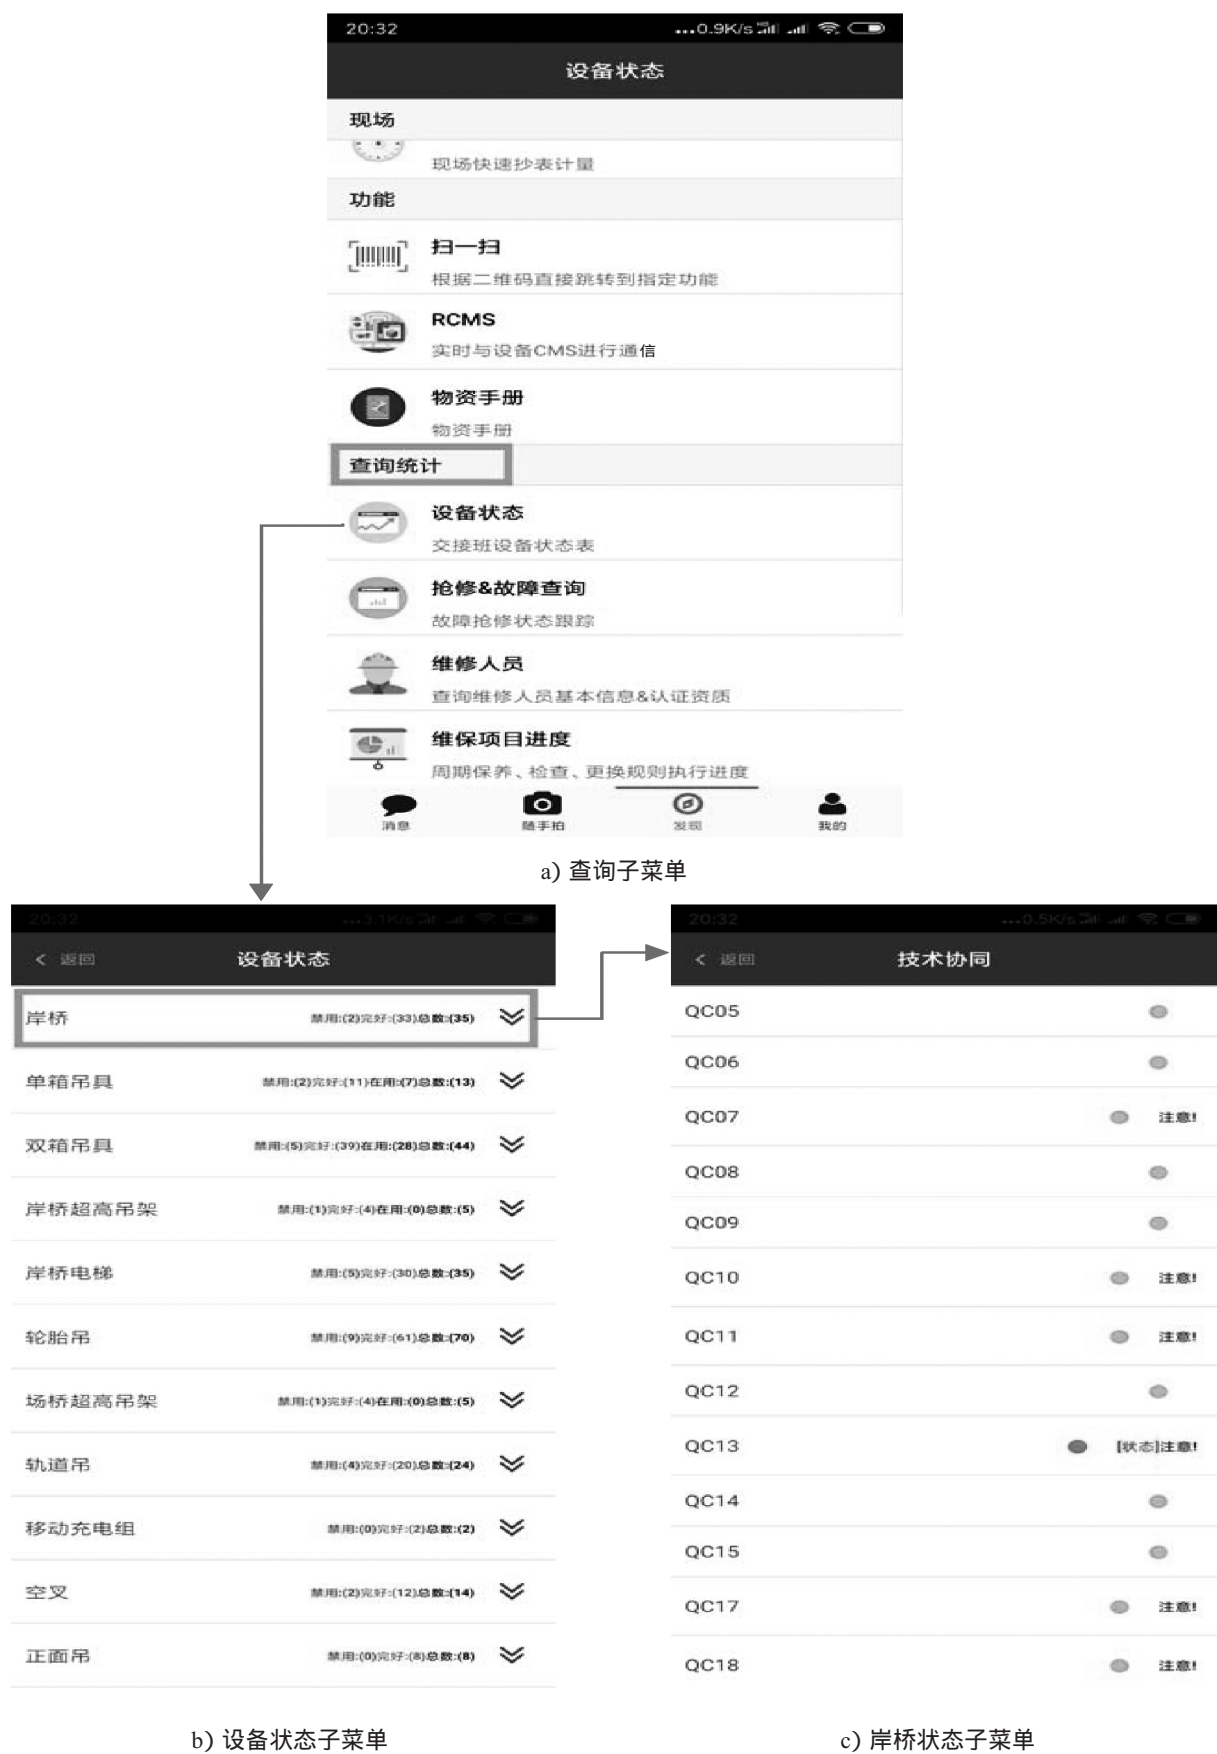 20:32
...0.9K/s
设备状态
现场
现场快速抄表计量
功能
扫一扫
根据二维码直接跳转到指定功能
RCMS
实时与设备CMS进行通信
物资手册
物资手册
查询统计
设备状态
交接班设备状态表
抢修&故障查询
故障抢修状态跟踪
维修人员
查询维修人员基本信息&认证资质
维保项目进度
周期保养、检查、更换规则执行进度
消息 随手拍 发现 我的
a) 查询子菜单
20:32 ...3.1K/s
< 返回 设备状态
岸桥 禁用:(2)完好:(33)总数:(35)
单箱吊具 禁用:(2)完好:(11)在用:(7)总数:(13)
双箱吊具 禁用:(5)完好:(39)在用:(28)总数:(44)
岸桥超高吊架 禁用:(1)完好:(4)在用:(0)总数:(5)
岸桥电梯 禁用:(5)完好:(30)总数:(35)
轮胎吊 禁用:(9)完好:(61)总数:(70)
场桥超高吊架 禁用:(1)完好:(4)在用:(0)总数:(5)
轨道吊 禁用:(4)完好:(20)总数:(24)
移动充电组 禁用:(0)完好:(2)总数:(2)
空叉 禁用:(2)完好:(12)总数:(14)
正面吊 禁用:(0)完好:(8)总数:(8)
b) 设备状态子菜单
20:32 ...0.5K/s
< 返回 技术协同
QC05
QC06
QC07 注意!
QC08
QC09
QC10 注意!
QC11 注意!
QC12
QC13 [状态]注意!
QC14
QC15
QC17 注意!
QC18 注意!
c) 岸桥状态子菜单